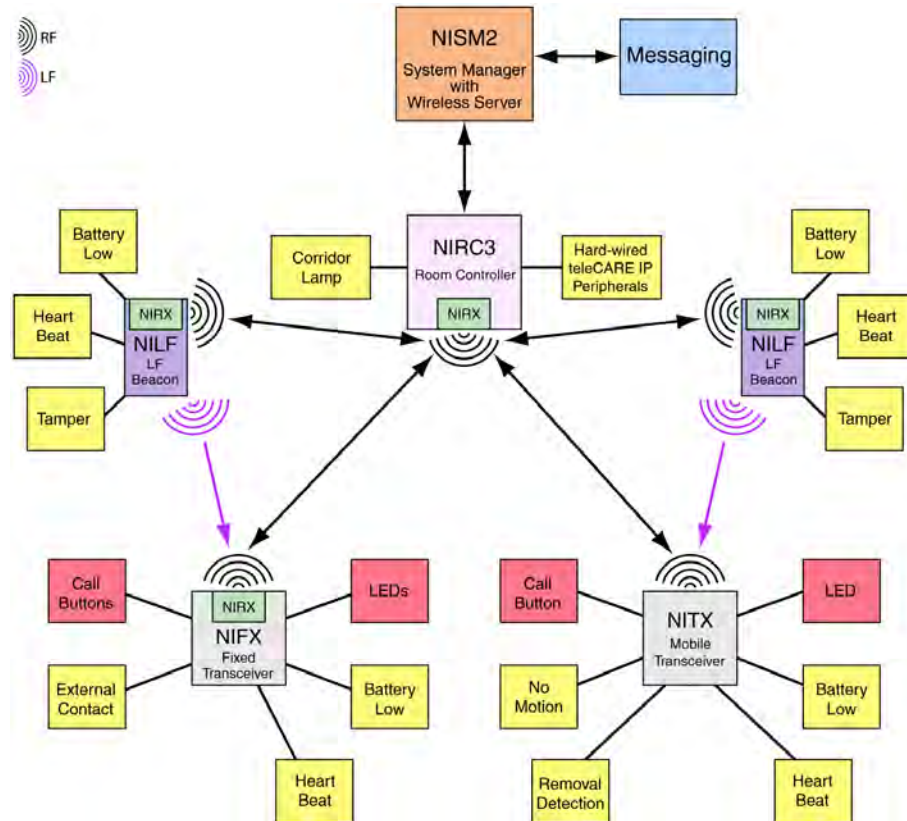 RF
LF
NISM2
System Manager
with
Wireless Server
Messaging
NIRC3
Room Controller
NIRX
Corridor
Lamp
Hard-wired
teleCARE IP
Peripherals
Battery
Low
Heart
Beat
Tamper
NIRX
NILF
LF
Beacon
Battery
Low
Heart
Beat
Tamper
NIRX
NILF
LF
Beacon
Call
Buttons
LEDs
NIRX
NIFX
Fixed
Transceiver
External
Contact
Battery
Low
Heart
Beat
Call
Button
LED
NITX
Mobile
Transceiver
No
Motion
Battery
Low
Removal
Detection
Heart
Beat